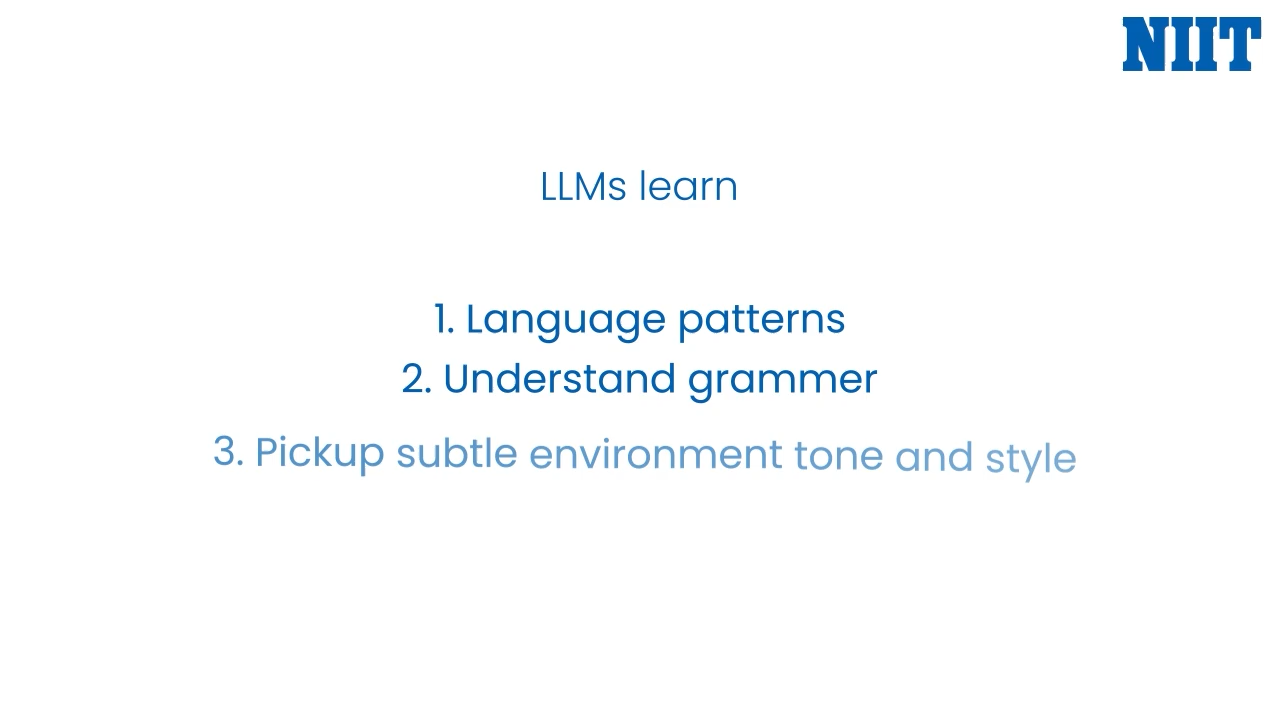 NIIT
LLMs learn
1. Language patterns
2. Understand grammer
3. Pickup subtle environment tone and style